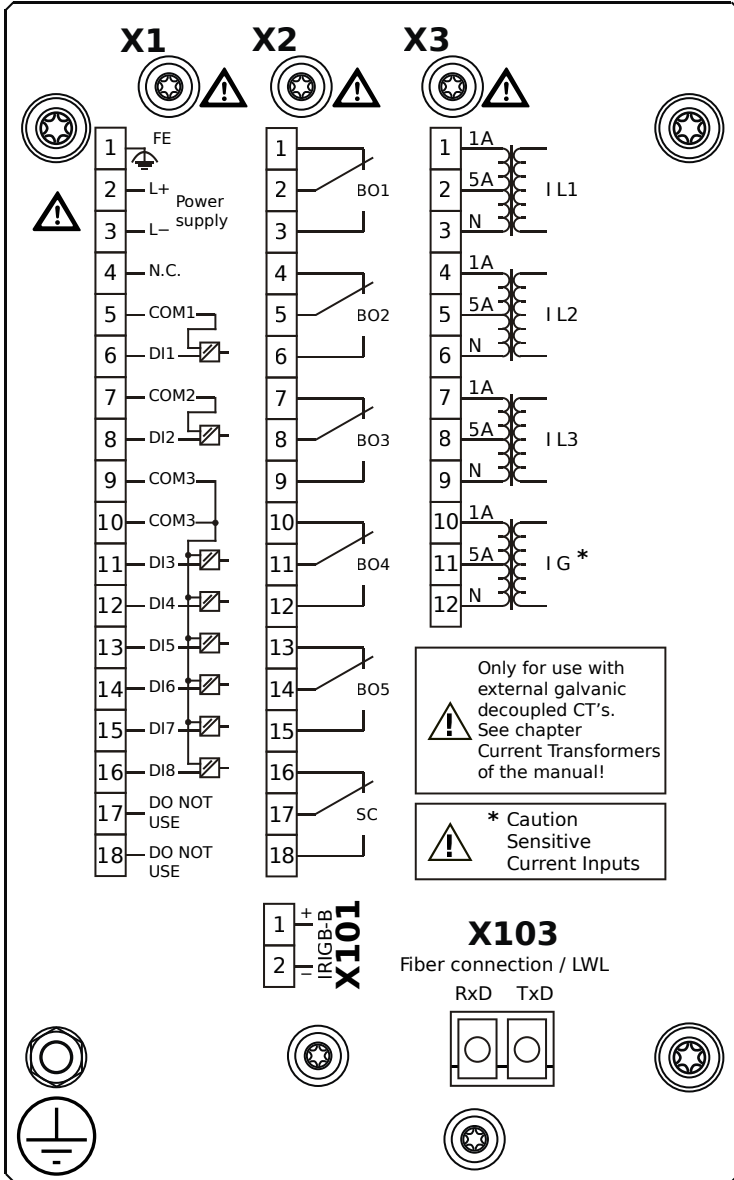 X1
1
FE
2
L+
Power
supply
3
L−
4
N.C.
5
COM1
6
DI1
7
COM2
8
DI2
9
COM3
10
COM3
11
DI3
12
DI4
13
DI5
14
DI6
15
DI7
16
DI8
17
DO NOT
USE
18
DO NOT
USE
X2
1
2
BO1
3
4
5
BO2
6
7
8
BO3
9
10
11
BO4
12
13
14
BO5
15
16
17
SC
18
X3
1
1A
2
5A
I L1
3
N
4
1A
5
5A
I L2
6
N
7
1A
8
5A
I L3
9
N
10
1A
11
5A
I G *
12
N
Only for use with
external galvanic
decoupled CT's.
See chapter
Current Transformers
of the manual!
* Caution
Sensitive
Current Inputs
1
+
2
−
IRIGB-B
X101
X103
Fiber connection / LWL
RxD TxD